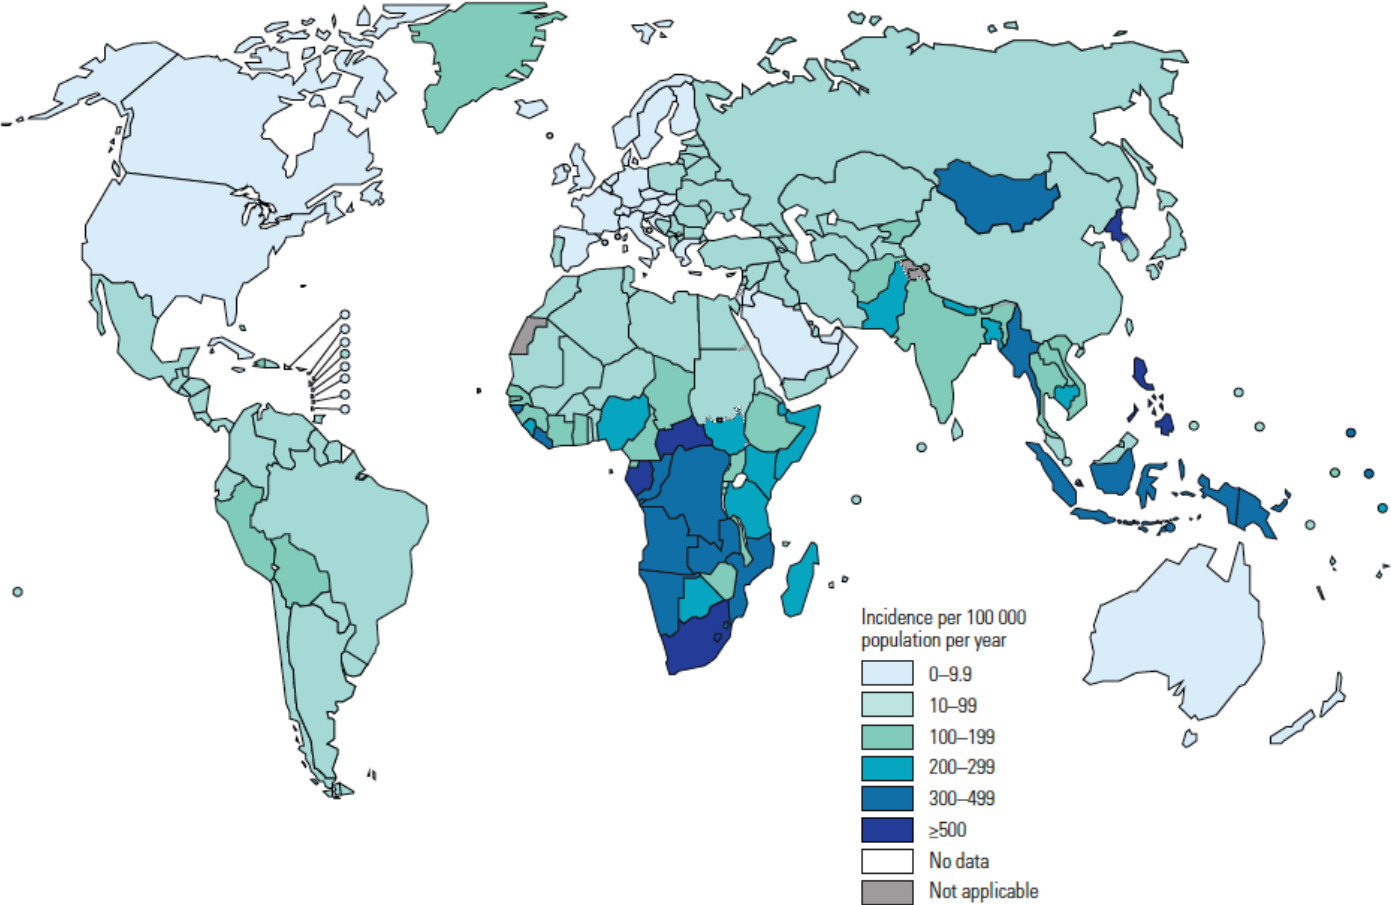 Incidence per 100 000
population per year
0–9.9
10–99
100–199
200–299
300–499
≥500
No data
Not applicable